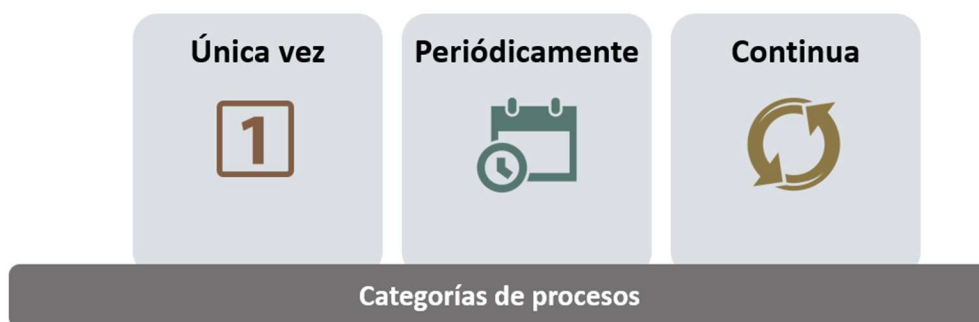 Única vez
Periódicamente
Continua
1
Categorías de procesos